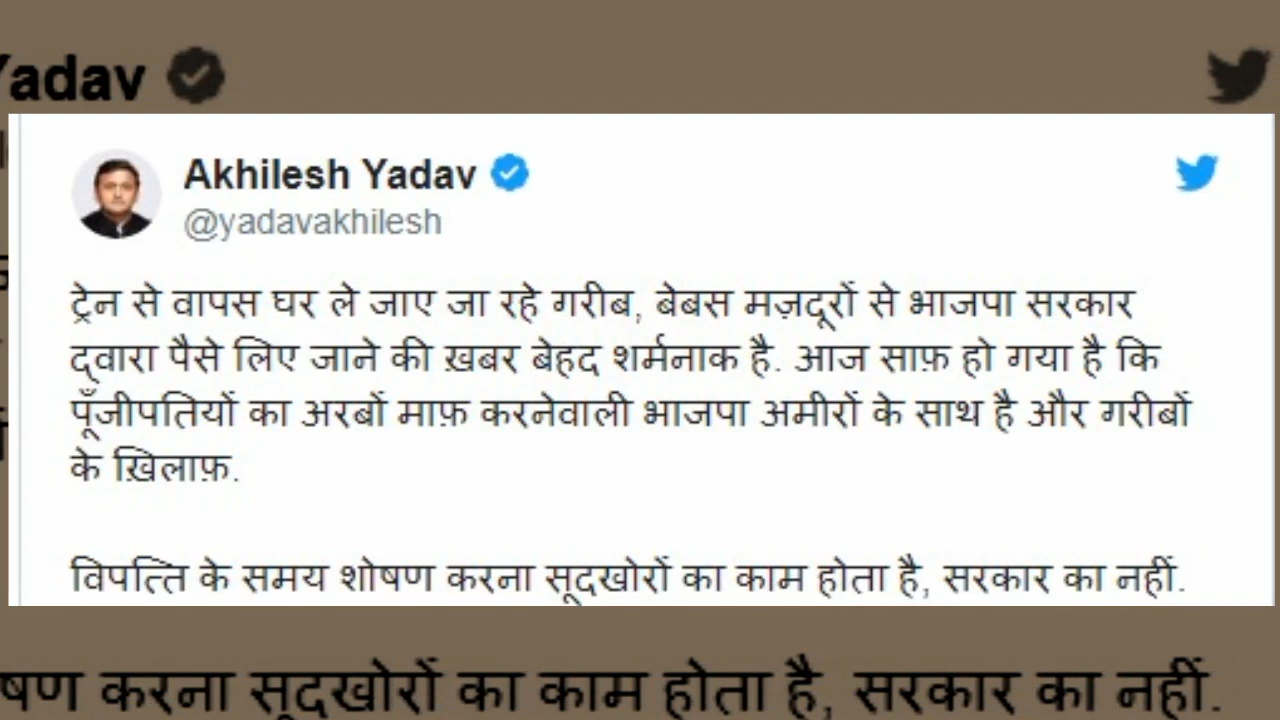 Yadav
Akhilesh Yadav
@yadavakhilesh
ट्रेन से वापस घर ले जाए जा रहे गरीब, बेबस मज़दूरों से भाजपा सरकार
द्वारा पैसे लिए जाने की ख़बर बेहद शर्मनाक है. आज साफ़ हो गया है कि
पूँजीपतियों का अरबों माफ़ करनेवाली भाजपा अमीरों के साथ है और गरीबों
के ख़िलाफ़.
विपत्ति के समय शोषण करना सूदखोरों का काम होता है, सरकार का नहीं.
करना सूदखोरों का काम होता है, सरकार का नहीं.